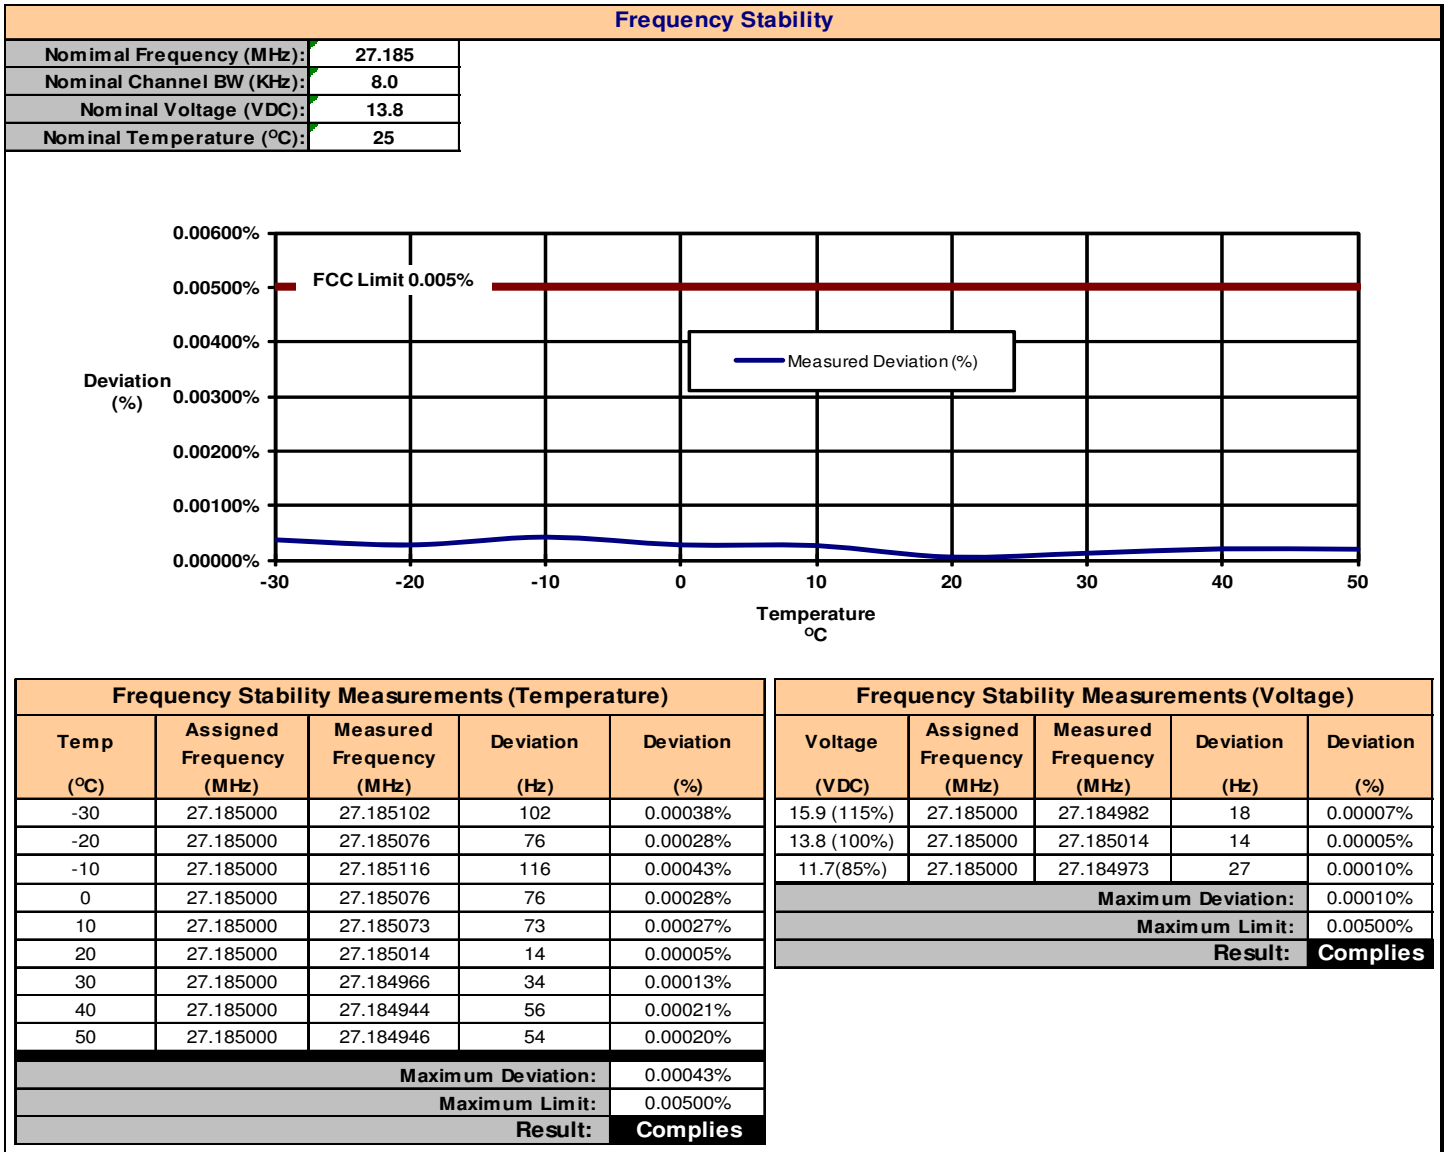 Frequency Stability
Nomimal Frequency (MHz): 27.185
Nominal Channel BW (KHz): 8.0
Nominal Voltage (VDC): 13.8
Nominal Temperature (ºC): 25
0.00600%
0.00500%
0.00400%
0.00300%
0.00200%
0.00100%
0.00000%
Deviation
(%)
FCC Limit 0.005%
Measured Deviation (%)
-30 -20 -10 0 10 20 30 40 50
Temperature
ºC
Frequency Stability Measurements (Temperature)
Temp Assigned Measured Deviation Deviation
Frequency Frequency
(ºC) (MHz) (MHz) (Hz) (%)
-30 27.185000 27.185102 102 0.00038%
-20 27.185000 27.185076 76 0.00028%
-10 27.185000 27.185116 116 0.00043%
0 27.185000 27.185076 76 0.00028%
10 27.185000 27.185073 73 0.00027%
20 27.185000 27.185014 14 0.00005%
30 27.185000 27.184966 34 0.00013%
40 27.185000 27.184944 56 0.00021%
50 27.185000 27.184946 54 0.00020%
Maximum Deviation: 0.00043%
Maximum Limit: 0.00500%
Result: Complies
Frequency Stability Measurements (Voltage)
Voltage Assigned Measured Deviation Deviation
Frequency Frequency
(VDC) (MHz) (MHz) (Hz) (%)
15.9 (115%) 27.185000 27.184982 18 0.00007%
13.8 (100%) 27.185000 27.185014 14 0.00005%
11.7(85%) 27.185000 27.184973 27 0.00010%
Maximum Deviation: 0.00010%
Maximum Limit: 0.00500%
Result: Complies